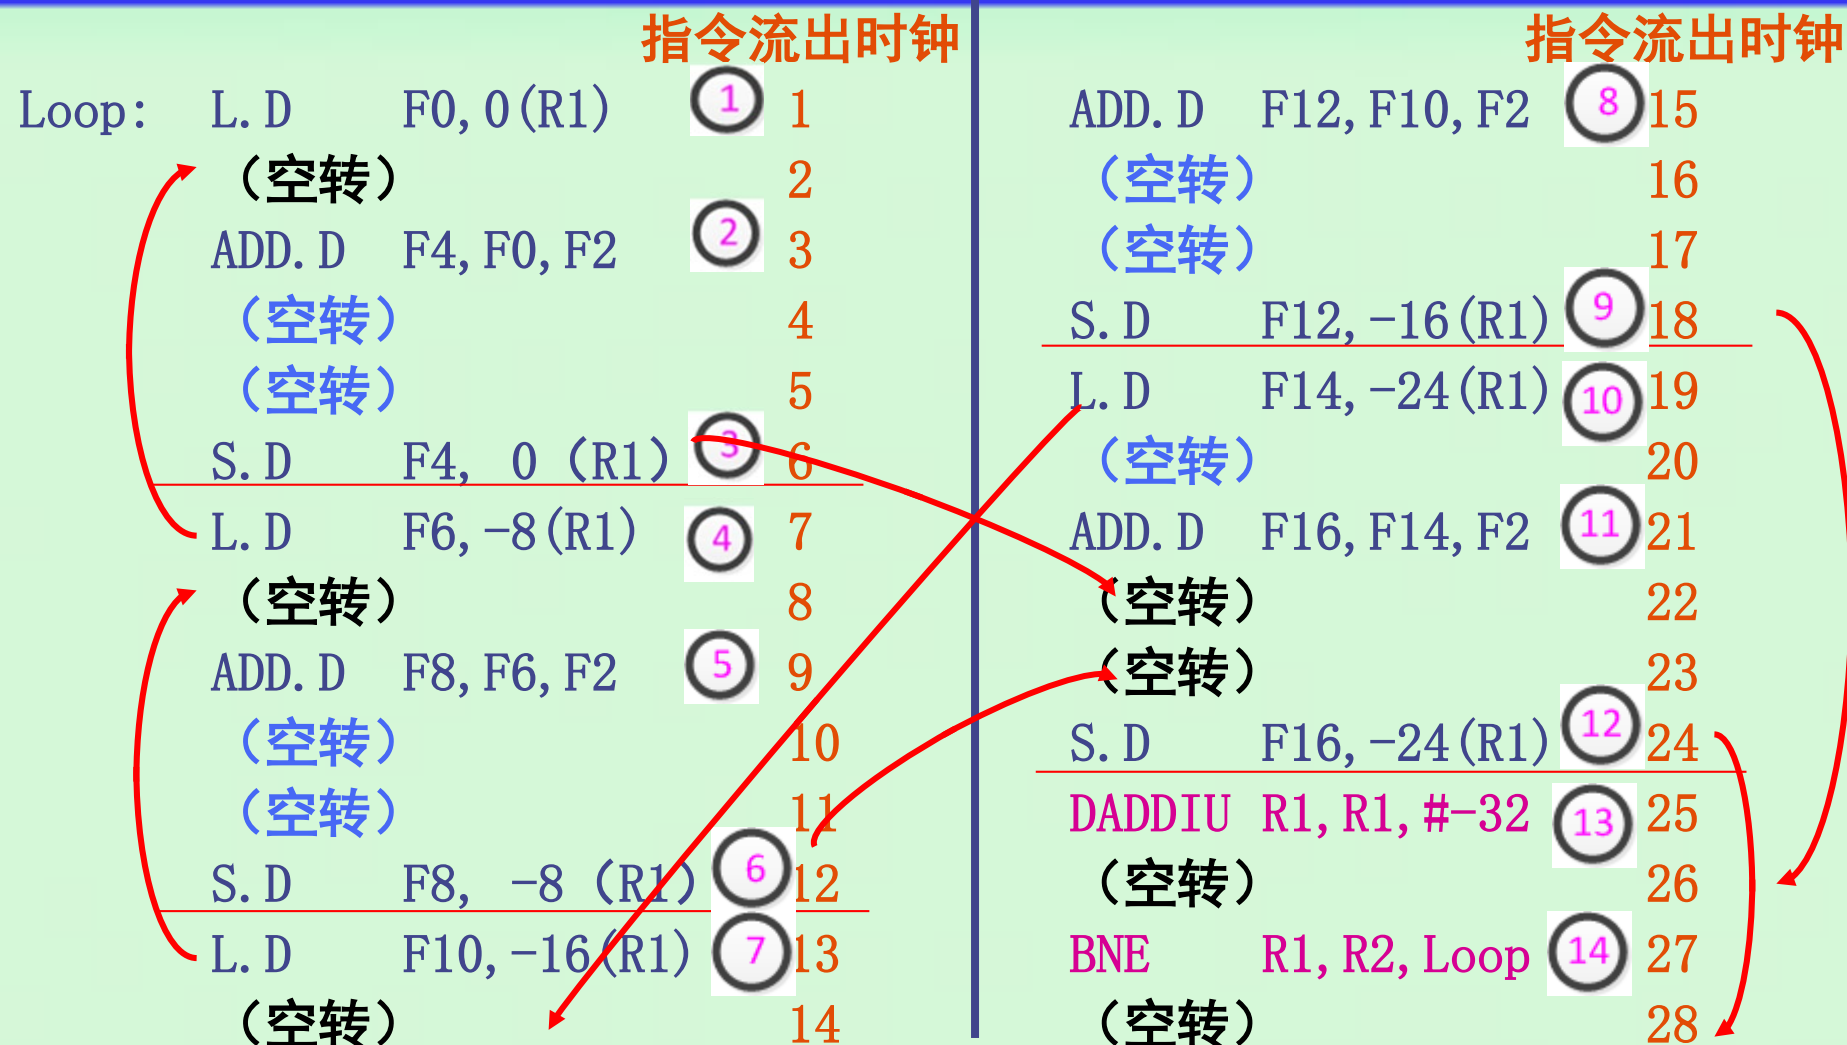 指令流出时钟
Loop: L.D F0,0(R1) 1 1
(空转) 2
ADD.D F4,F0,F2 2 3
(空转) 4
(空转) 5
S.D F4, 0 (R1) 3 6
L.D F6,-8(R1) 4 7
(空转) 8
ADD.D F8,F6,F2 5 9
(空转) 10
(空转) 11
S.D F8, -8 (R1) 6 12
L.D F10,-16(R1) 7 13
(空转) 14
指令流出时钟
ADD.D F12,F10,F2 8 15
(空转) 16
(空转) 17
S.D F12,-16(R1) 9 18
L.D F14,-24(R1) 10 19
(空转) 20
ADD.D F16,F14,F2 11 21
(空转) 22
(空转) 23
S.D F16,-24(R1) 12 24
DADDIU R1,R1,#-32 13 25
(空转) 26
BNE R1,R2,Loop 14 27
(空转) 28